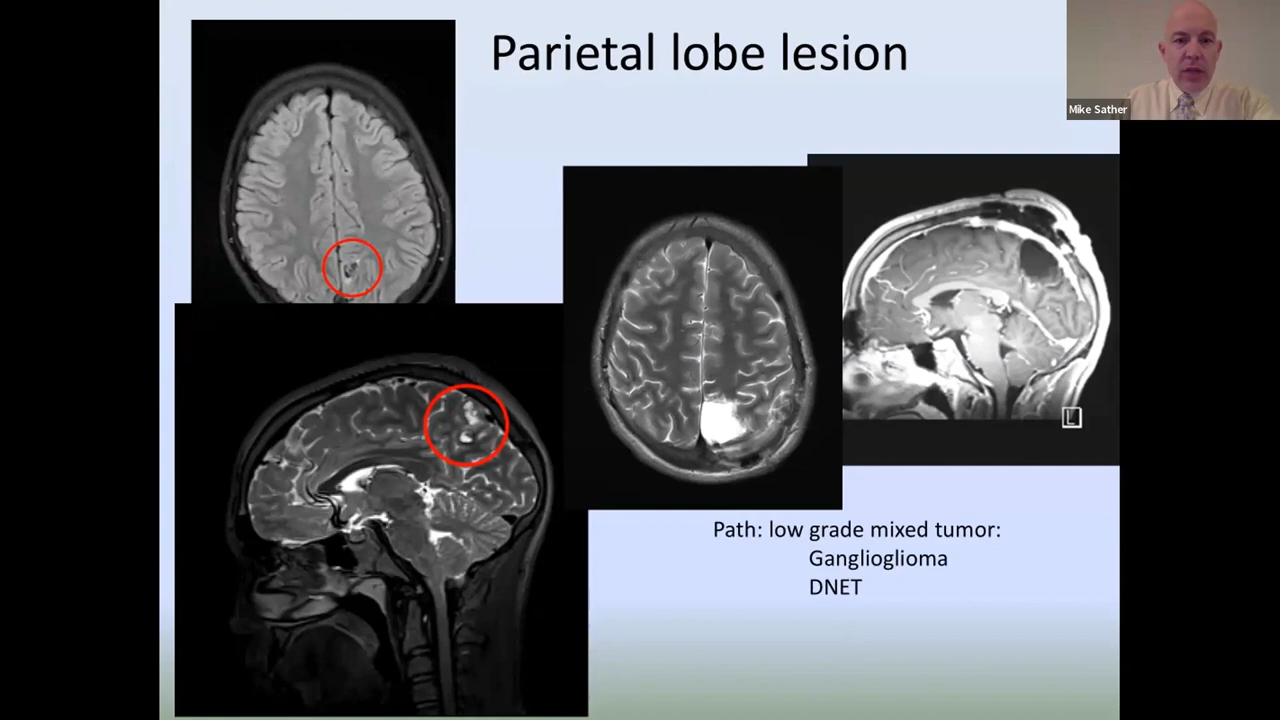 Parietal lobe lesion
Mike Sather
L
Path: low grade mixed tumor:
Ganglioglioma
DNET